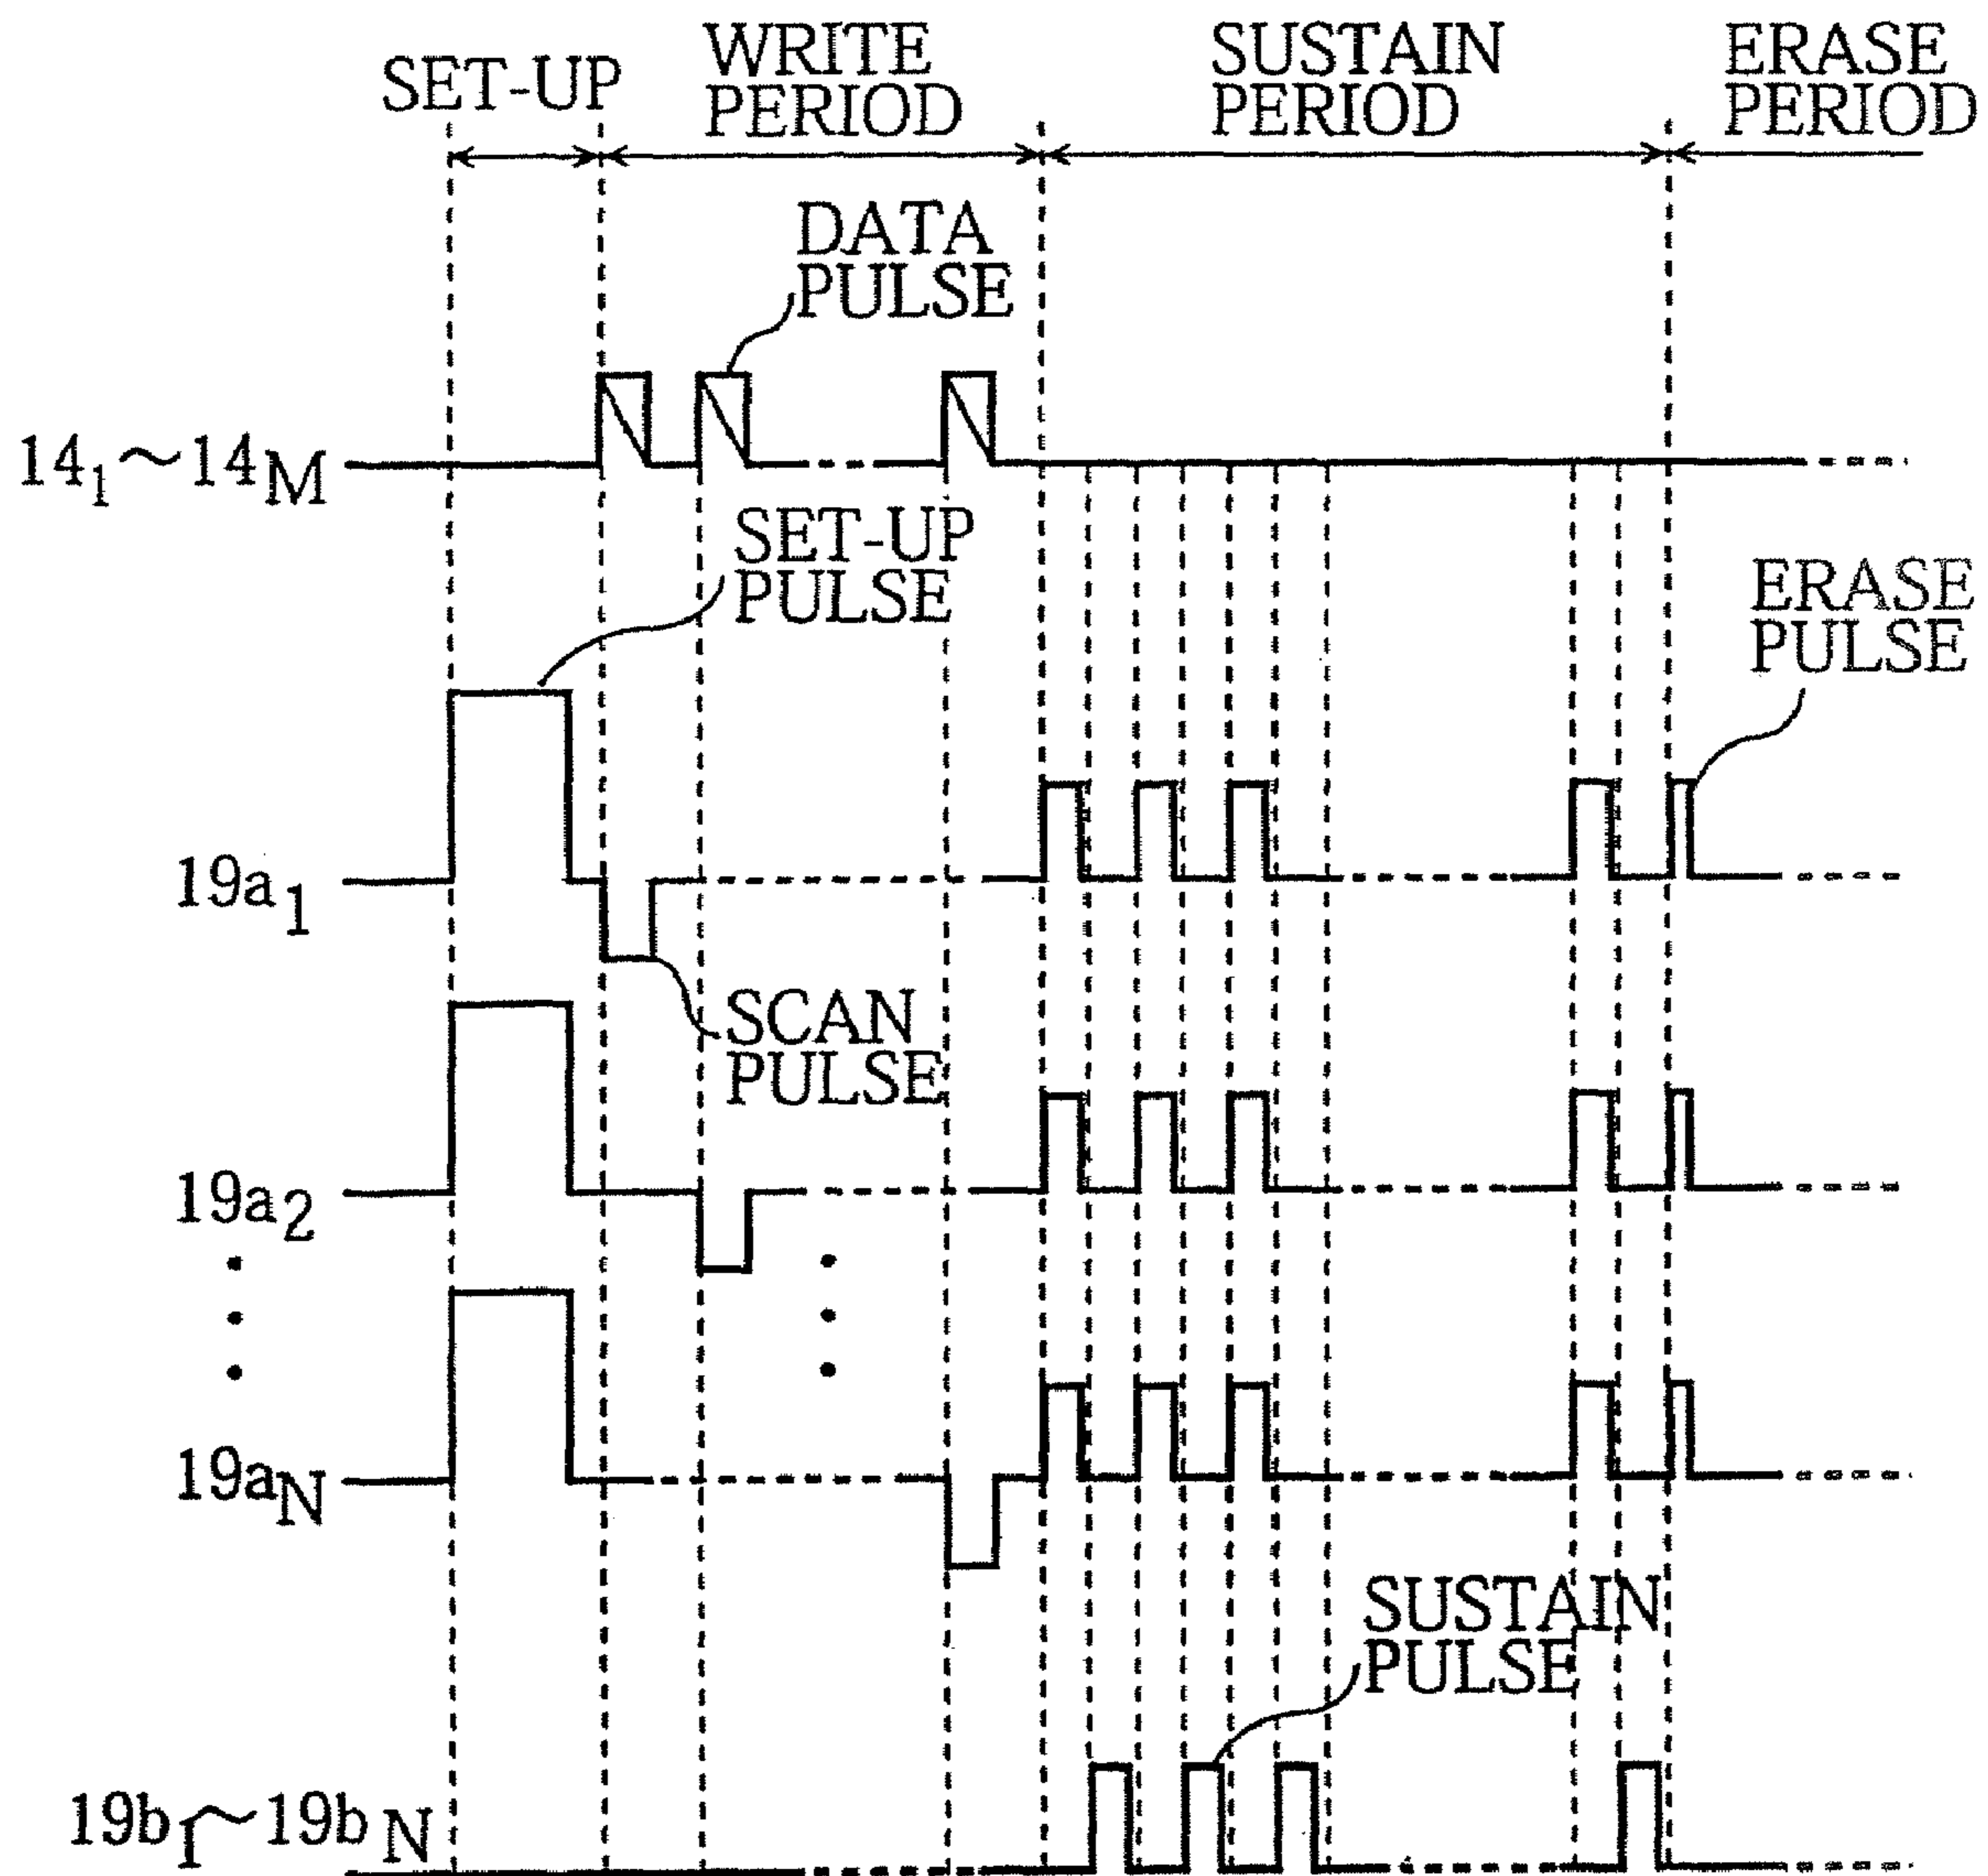 SET-UP
WRITE
PERIOD
SUSTAIN
PERIOD
ERASE
PERIOD
DATA
PULSE
14₁~14M
SET-UP
PULSE
ERASE
PULSE
19a₁
SCAN
PULSE
19a₂
19aN
SUSTAIN
PULSE
19b₁~19bN